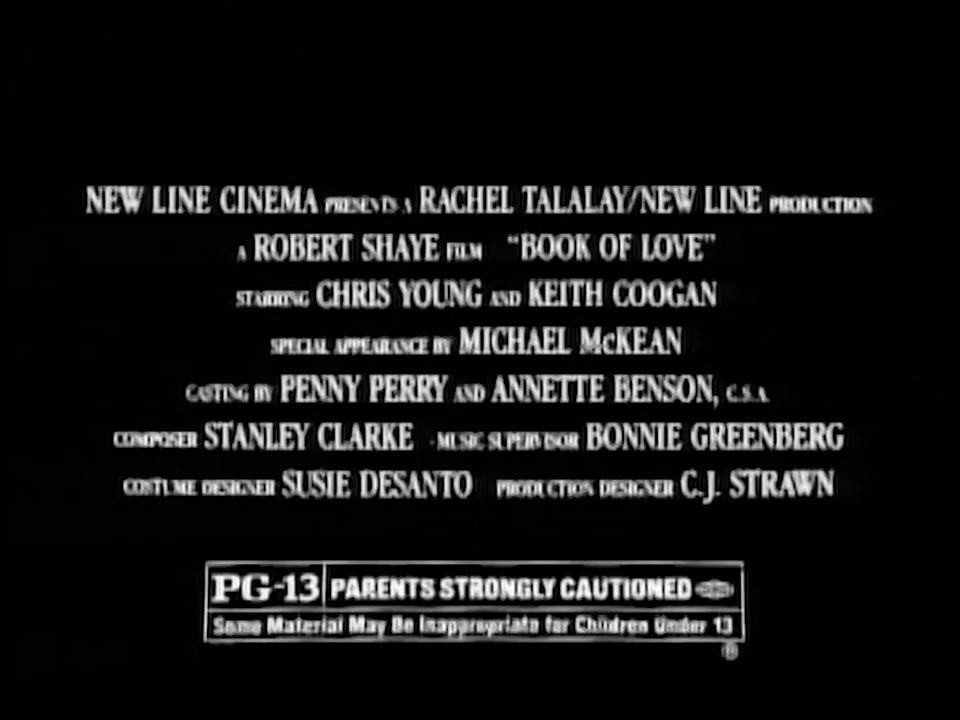 NEW LINE CINEMA PRESENTS A RACHEL TALALAY/NEW LINE PRODUCTION
A ROBERT SHAYE FILM "BOOK OF LOVE"
STARRING CHRIS YOUNG AND KEITH COOGAN
SPECIAL APPEARANCE BY MICHAEL McKEAN
CASTING BY PENNY PERRY AND ANNETTE BENSON, C.S.A.
COMPOSER STANLEY CLARKE MUSIC SUPERVISOR BONNIE GREENBERG
COSTUME DESIGNER SUSIE DESANTO PRODUCTION DESIGNER C.J. STRAWN
PG-13 PARENTS STRONGLY CAUTIONED
Some Material May Be Inappropriate for Children Under 13
®